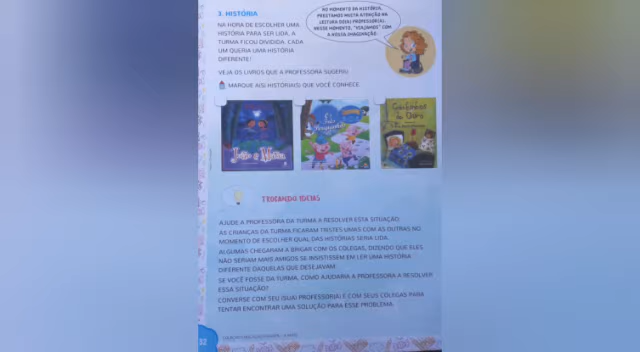 3. HISTÓRIA
NO MOMENTO DA HISTÓRIA,
PRESTAMOS MUITA ATENÇÃO NA
LEITURA DO(A) PROFESSOR(A).
NESSE MOMENTO, "VIAJAMOS" COM
A NOSSA IMAGINAÇÃO.
NA HORA DE ESCOLHER UMA
HISTÓRIA PARA SER LIDA, A
TURMA FICOU DIVIDIDA. CADA
UM QUERIA UMA HISTÓRIA
DIFERENTE!
VEJA OS LIVROS QUE A PROFESSORA SUGERIU.
MARQUE A(S) HISTÓRIA(S) QUE VOCÊ CONHECE.
João e Maria
Os
Porquinhos
Cachinhos
de Ouro
TROCANDO IDEIAS
AJUDE A PROFESSORA DA TURMA A RESOLVER ESTA SITUAÇÃO:
AS CRIANÇAS DA TURMA FICARAM TRISTES UMAS COM AS OUTRAS NO
MOMENTO DE ESCOLHER QUAL DAS HISTÓRIAS SERIA LIDA.
ALGUMAS CHEGARAM A BRIGAR COM OS COLEGAS, DIZENDO QUE ELES
NÃO SERIAM MAIS AMIGOS SE INSISTISSEM EM LER UMA HISTÓRIA
DIFERENTE DAQUELAS QUE DESEJAVAM.
SE VOCÊ FOSSE DA TURMA, COMO AJUDARIA A PROFESSORA A RESOLVER
ESSA SITUAÇÃO?
CONVERSE COM SEU (SUA) PROFESSOR(A) E COM SEUS COLEGAS PARA
TENTAR ENCONTRAR UMA SOLUÇÃO PARA ESSE PROBLEMA.
32